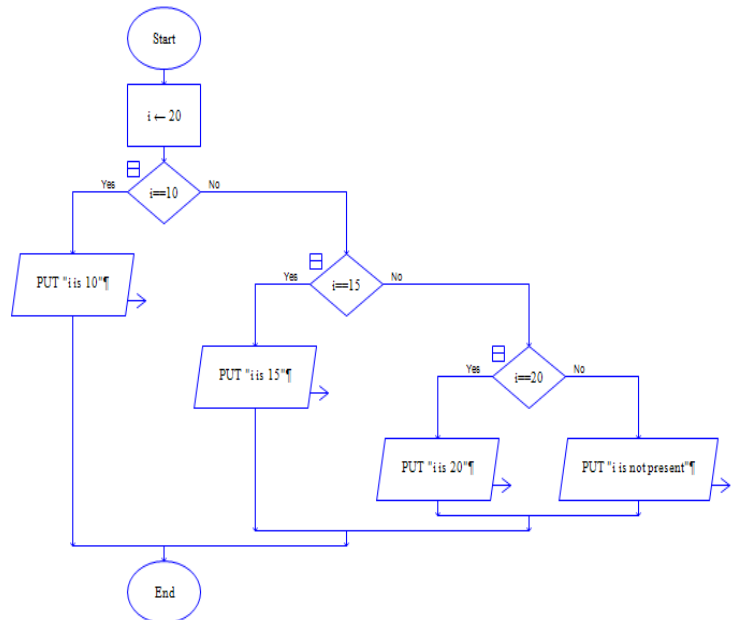 Start
i ← 20
Yes
i==10
No
PUT "i is 10"¶
Yes
i==15
No
PUT "i is 15"¶
Yes
i==20
No
PUT "i is 20"¶
PUT "i is not present"¶
End